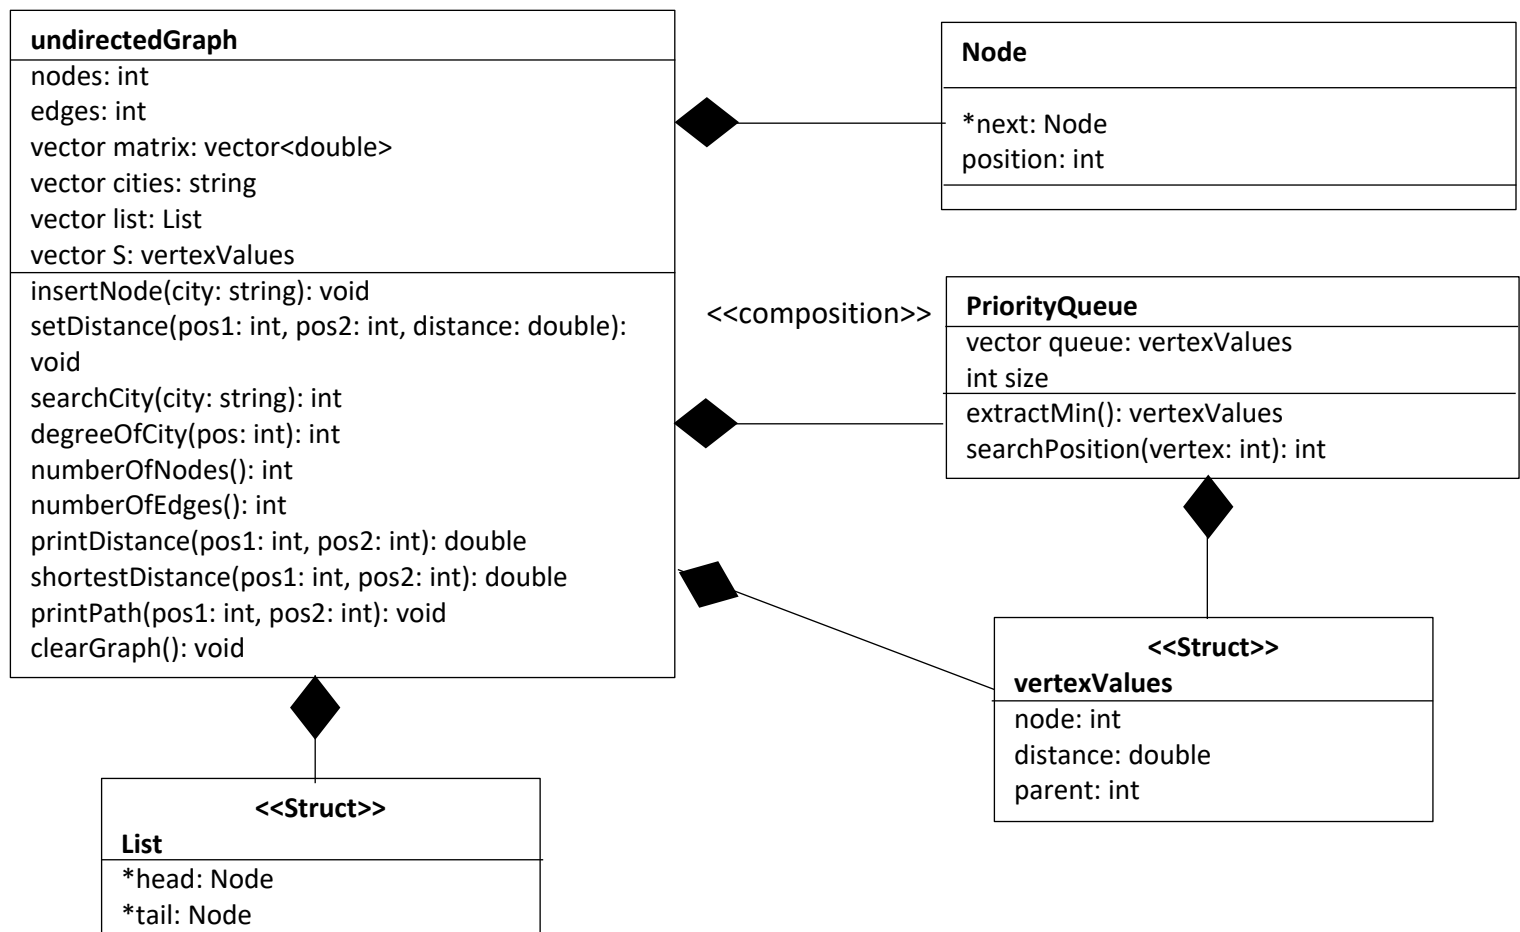 undirectedGraph
nodes: int
edges: int
vector matrix: vector<double>
vector cities: string
vector list: List
vector S: vertexValues
insertNode(city: string): void
setDistance(pos1: int, pos2: int, distance: double):
void
searchCity(city: string): int
degreeOfCity(pos: int): int
numberOfNodes(): int
numberOfEdges(): int
printDistance(pos1: int, pos2: int): double
shortestDistance(pos1: int, pos2: int): double
printPath(pos1: int, pos2: int): void
clearGraph(): void
Node
*next: Node
position: int
<<composition>>
PriorityQueue
vector queue: vertexValues
int size
extractMin(): vertexValues
searchPosition(vertex: int): int
<<Struct>>
vertexValues
node: int
distance: double
parent: int
<<Struct>>
List
*head: Node
*tail: Node